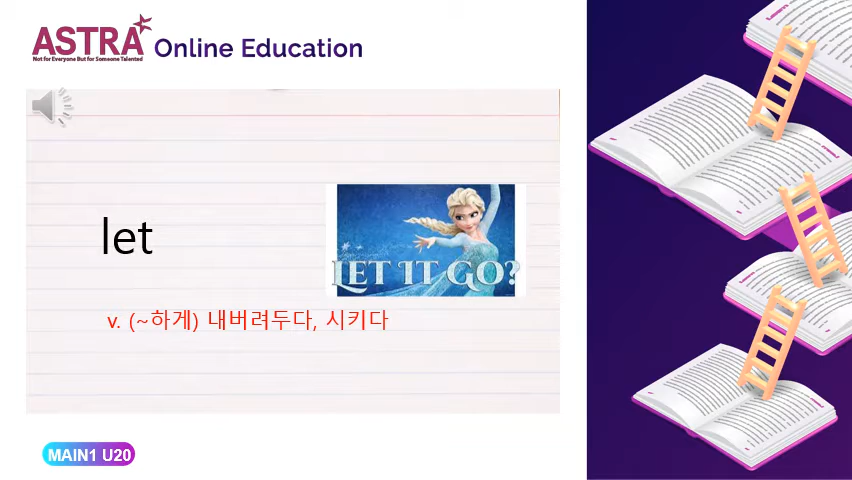 ASTRA
Not for Everyone But for Someone Talented
Online Education
let
LET IT GO?
v. (~하게) 내버려두다, 시키다
MAIN1 U20